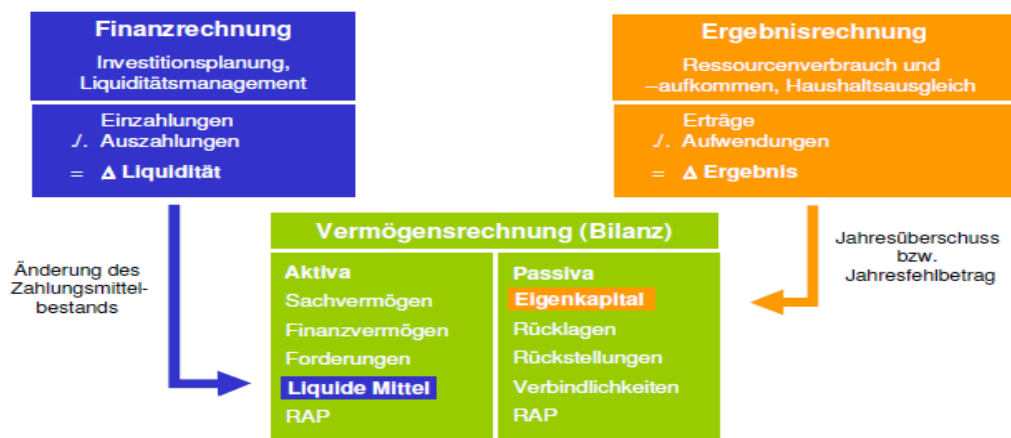 Finanzrechnung
Investitionsplanung,
Liquiditätsmanagement
Einzahlungen
./. Auszahlungen
= Δ Liquidität
Ergebnisrechnung
Ressourcenverbrauch und
–aufkommen, Haushaltsausgleich
Erträge
./. Aufwendungen
= Δ Ergebnis
Änderung des
Zahlungsmittel-
bestands
Vermögensrechnung (Bilanz)
Aktiva
Sachvermögen
Finanzvermögen
Forderungen
Liquide Mittel
RAP
Passiva
Eigenkapital
Rücklagen
Rückstellungen
Verbindlichkeiten
RAP
Jahresüberschuss
bzw.
Jahresfehlbetrag